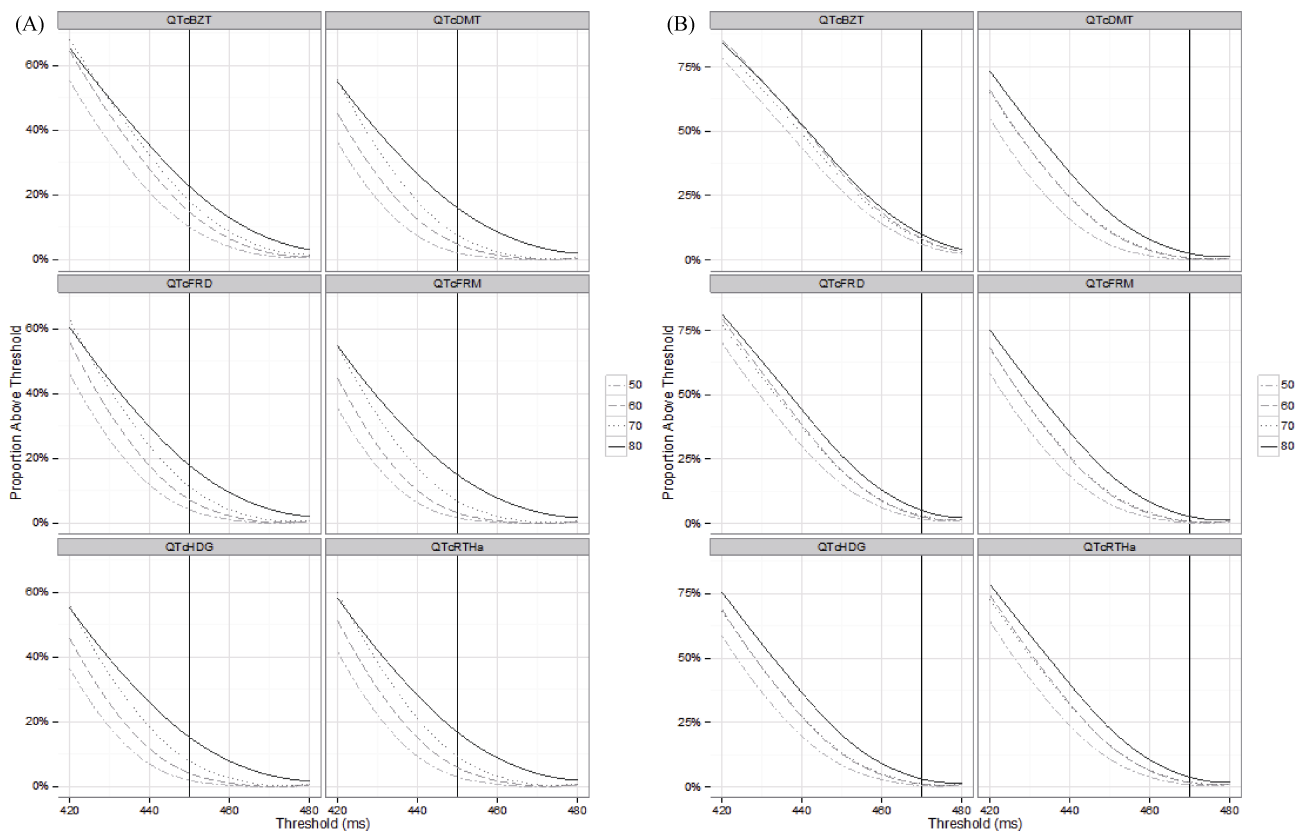 (A)
QTcBZT
QTcDMT
60%
40%
20%
0%
QTcFRD
QTcFRM
60%
40%
20%
0%
QTcHDG
QTcRTHa
60%
40%
20%
0%
420
440
460
480
420
440
460
480
Threshold (ms)
Proportion Above Threshold
50
60
70
80
(B)
QTcBZT
QTcDMT
75%
50%
25%
0%
QTcFRD
QTcFRM
75%
50%
25%
0%
QTcHDG
QTcRTHa
75%
50%
25%
0%
420
440
460
480
420
440
460
480
Threshold (ms)
Proportion Above Threshold
50
60
70
80